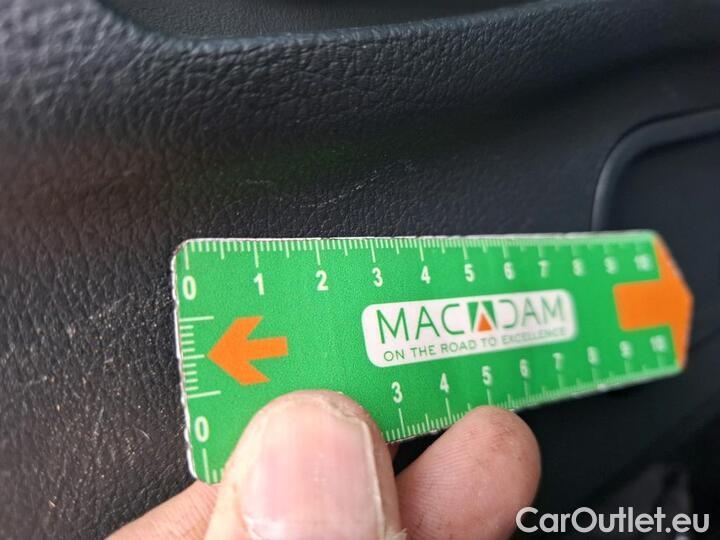 0 1 2 3 4 5 6 7 8 9 10
MACADAM
ON THE ROAD TO EXCELLENCE
0 3 4 5 6 7 8 9 10
CarOutlet.eu